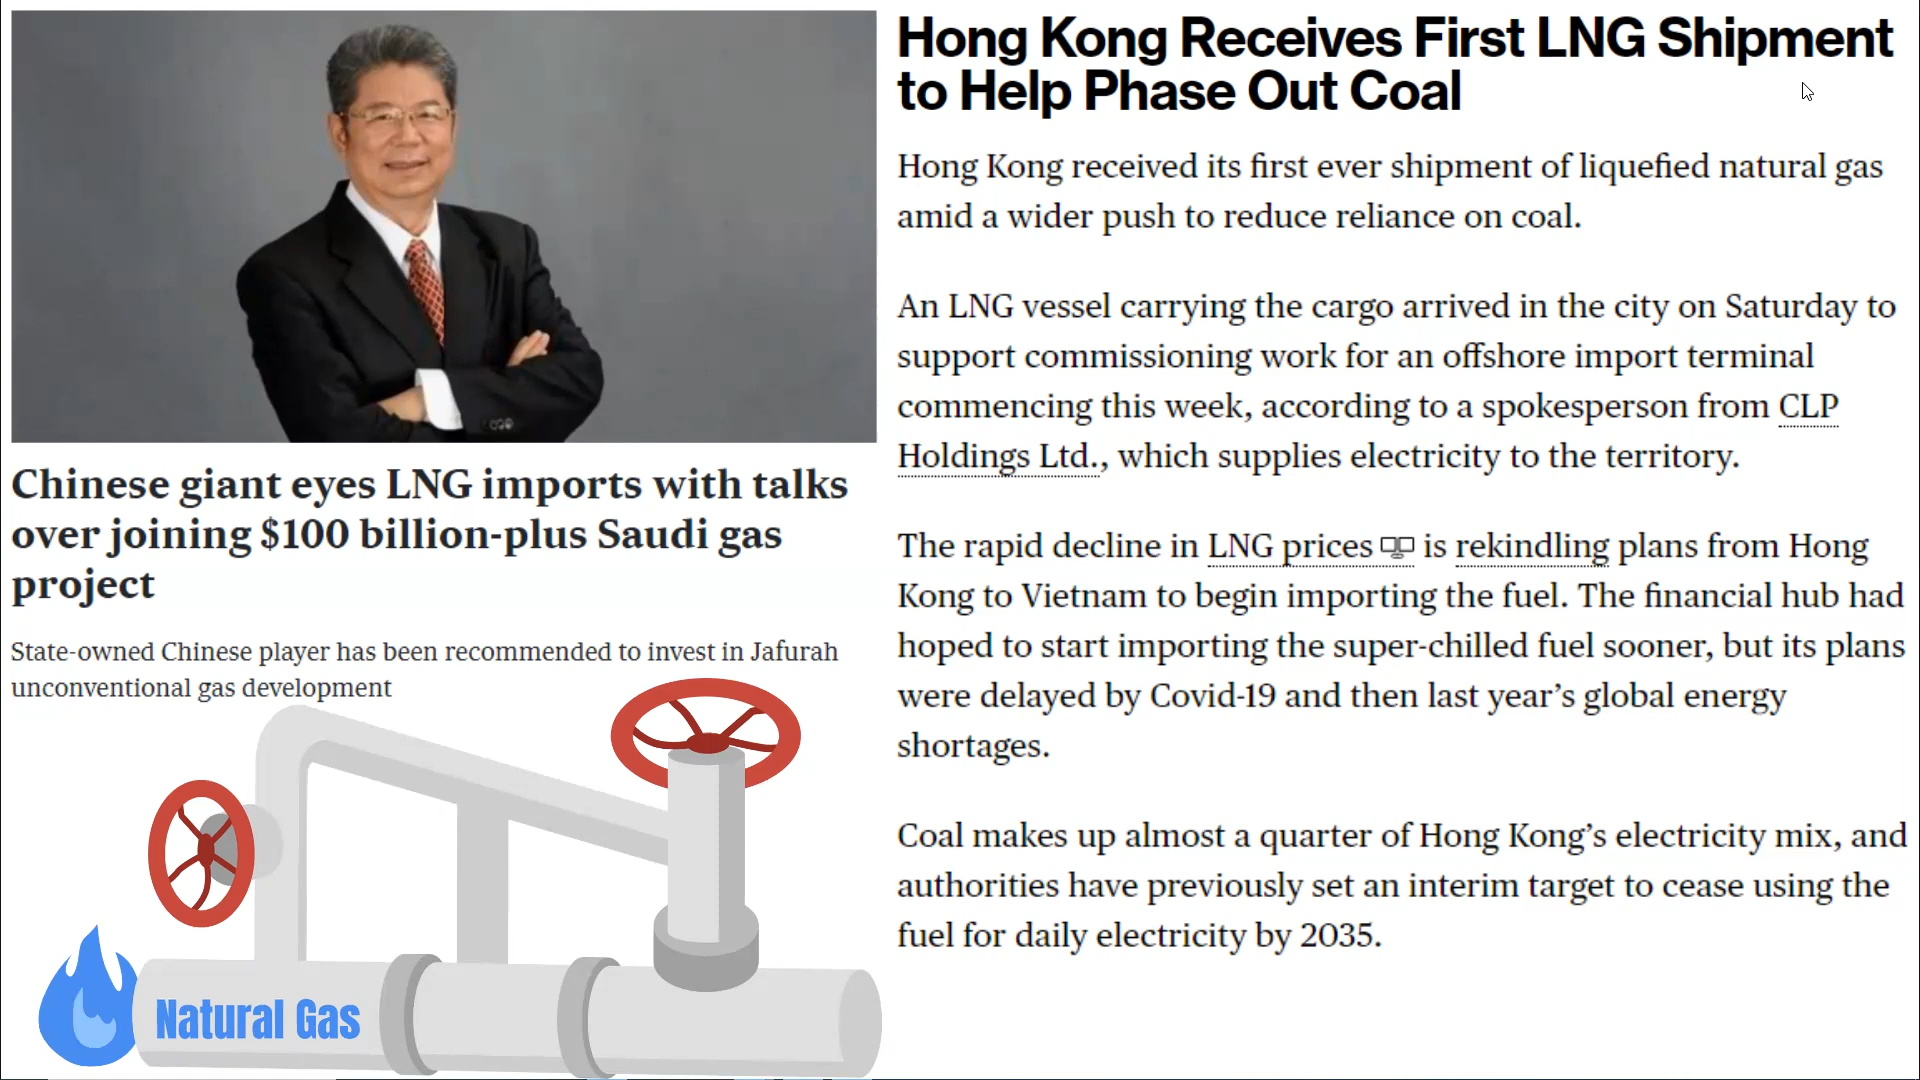 Chinese giant eyes LNG imports with talks
over joining $100 billion-plus Saudi gas
project
State-owned Chinese player has been recommended to invest in Jafurah
unconventional gas development
Natural Gas
Hong Kong Receives First LNG Shipment
to Help Phase Out Coal
Hong Kong received its first ever shipment of liquefied natural gas
amid a wider push to reduce reliance on coal.
An LNG vessel carrying the cargo arrived in the city on Saturday to
support commissioning work for an offshore import terminal
commencing this week, according to a spokesperson from CLP
Holdings Ltd., which supplies electricity to the territory.
The rapid decline in LNG prices is rekindling plans from Hong
Kong to Vietnam to begin importing the fuel. The financial hub had
hoped to start importing the super-chilled fuel sooner, but its plans
were delayed by Covid-19 and then last year’s global energy
shortages.
Coal makes up almost a quarter of Hong Kong’s electricity mix, and
authorities have previously set an interim target to cease using the
fuel for daily electricity by 2035.